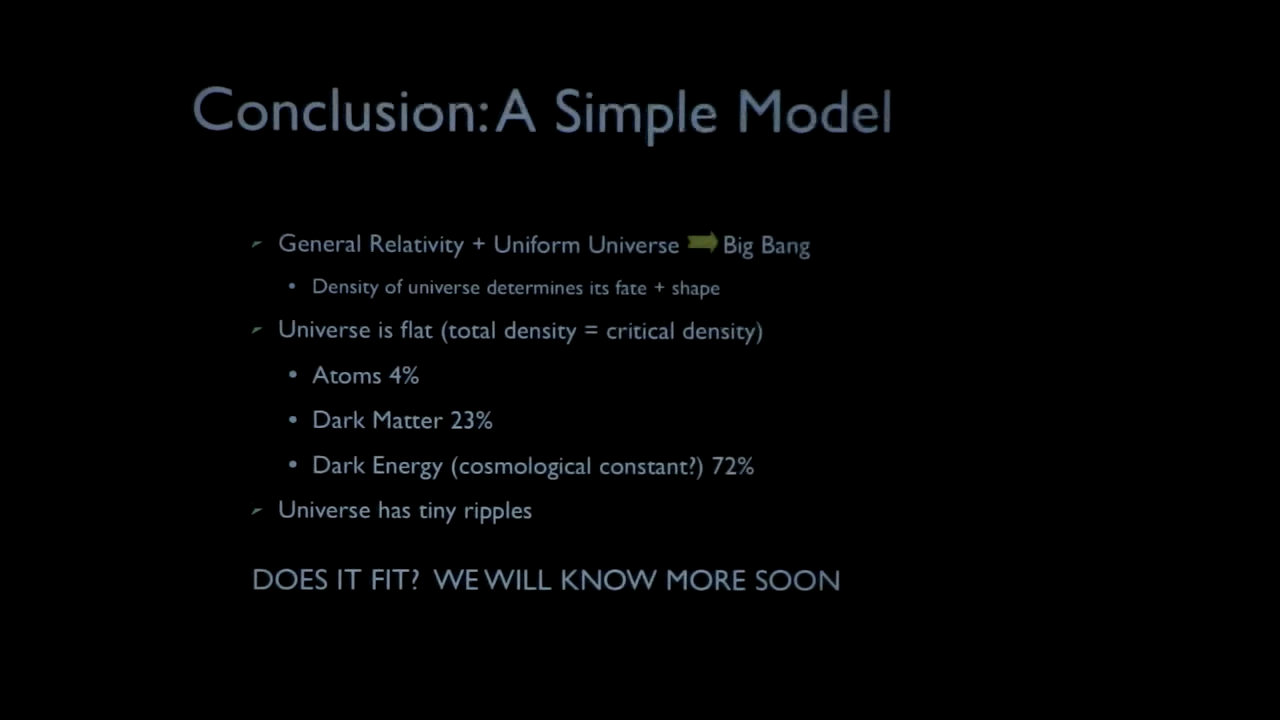 Conclusion: A Simple Model
General Relativity + Uniform Universe Big Bang
Density of universe determines its fate + shape
Universe is flat (total density = critical density)
Atoms 4%
Dark Matter 23%
Dark Energy (cosmological constant?) 72%
Universe has tiny ripples
DOES IT FIT? WE WILL KNOW MORE SOON